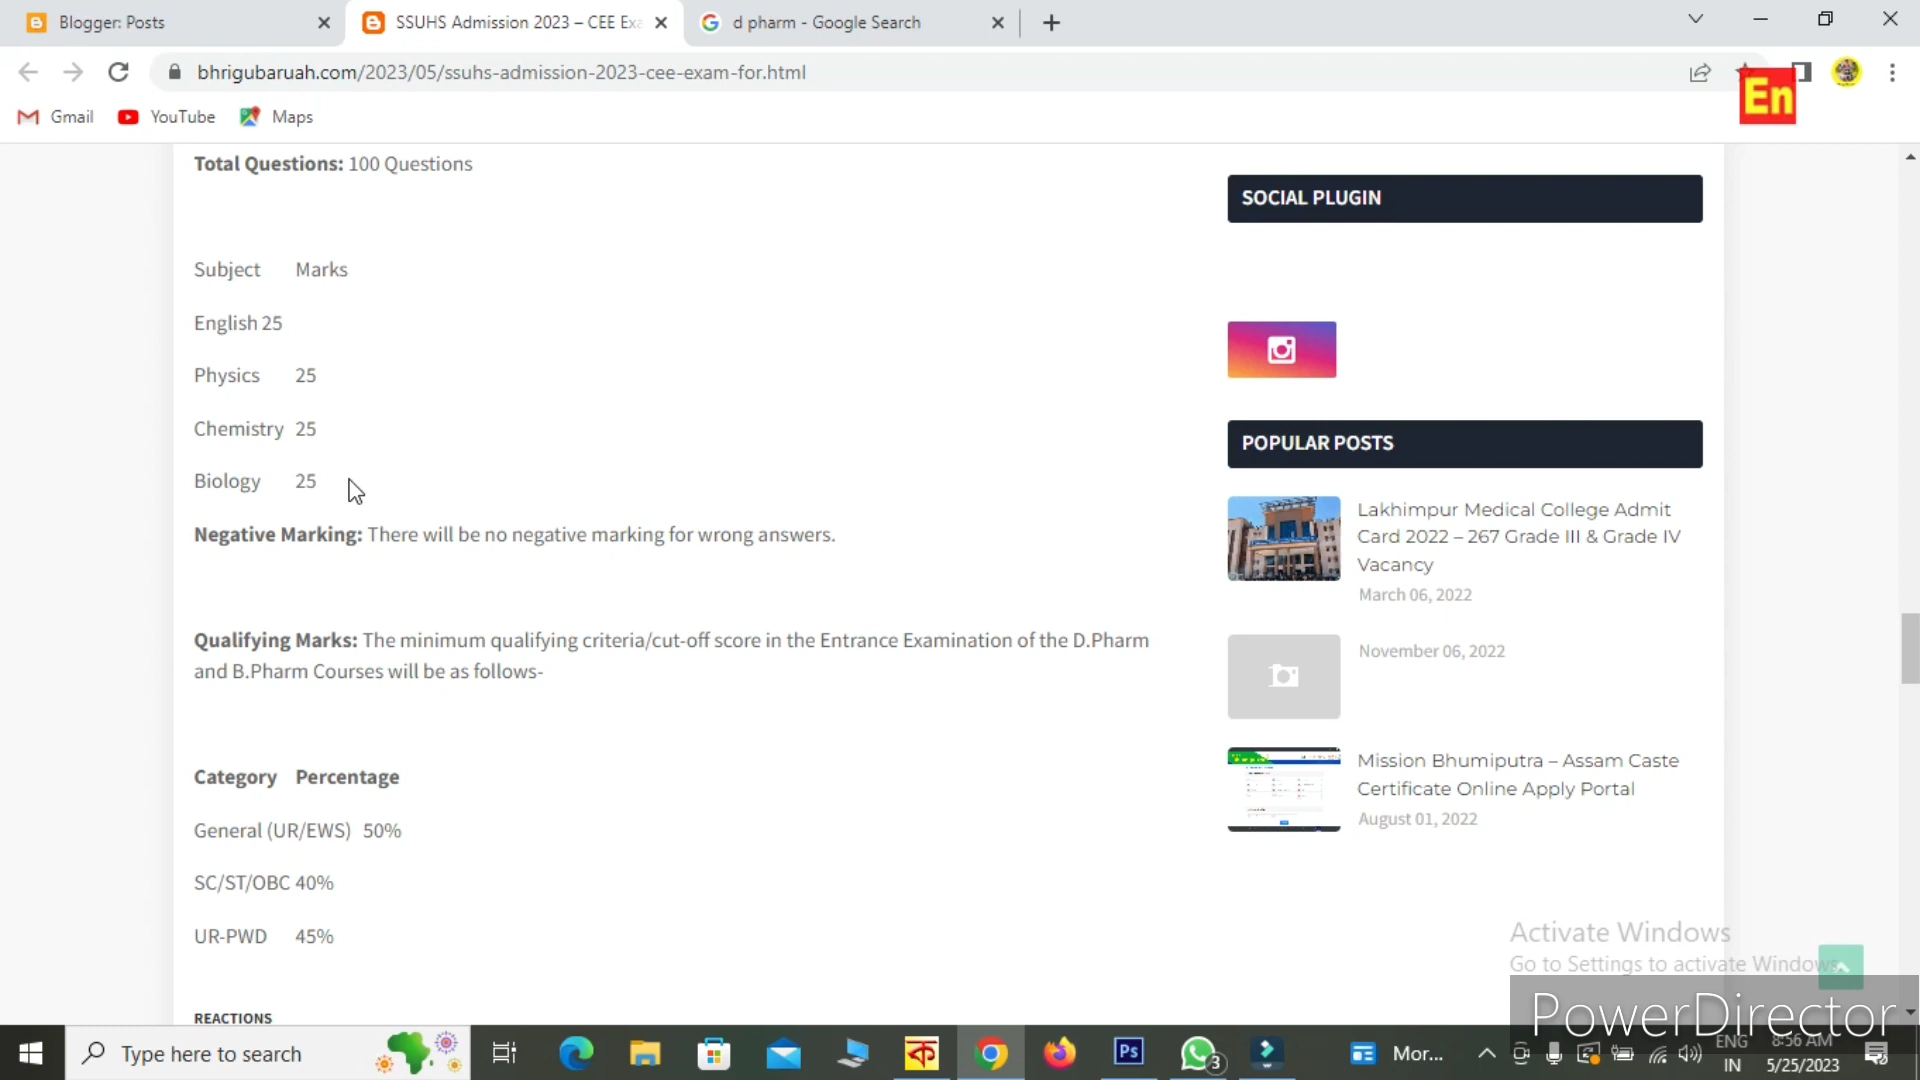 Blogger: Posts
SSUHS Admission 2023 – CEE Exa
d pharm - Google Search
bhrigubaruah.com/2023/05/ssuhs-admission-2023-cee-exam-for.html
En
Gmail
YouTube
Maps
Total Questions: 100 Questions
Subject Marks
English 25
Physics 25
Chemistry 25
Biology 25
Negative Marking: There will be no negative marking for wrong answers.
Qualifying Marks: The minimum qualifying criteria/cut-off score in the Entrance Examination of the D.Pharm
and B.Pharm Courses will be as follows-
Category Percentage
General (UR/EWS) 50%
SC/ST/OBC 40%
UR-PWD 45%
REACTIONS
SOCIAL PLUGIN
POPULAR POSTS
Lakhimpur Medical College Admit
Card 2022 – 267 Grade III & Grade IV
Vacancy
March 06, 2022
November 06, 2022
Mission Bhumiputra – Assam Caste
Certificate Online Apply Portal
August 01, 2022
Activate Windows
Go to Settings to activate Windows
PowerDirector
Type here to search
क
Ps
3
Mor...
ENG
IN
8:56 AM
5/25/2023